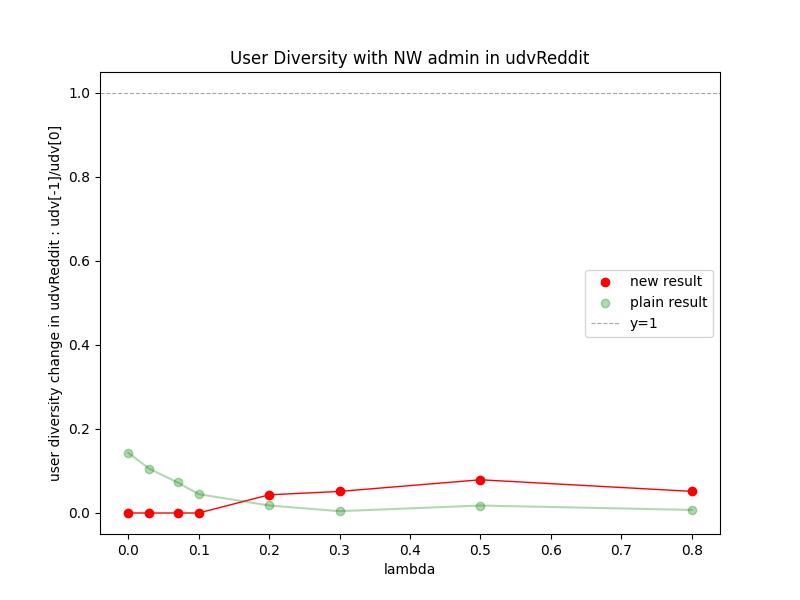 User Diversity with NW admin in udvReddit
user diversity change in udvReddit : udv[-1]/udv[0]
1.0
0.8
0.6
0.4
0.2
0.0
new result
plain result
y=1
0.0 0.1 0.2 0.3 0.4 0.5 0.6 0.7 0.8
lambda